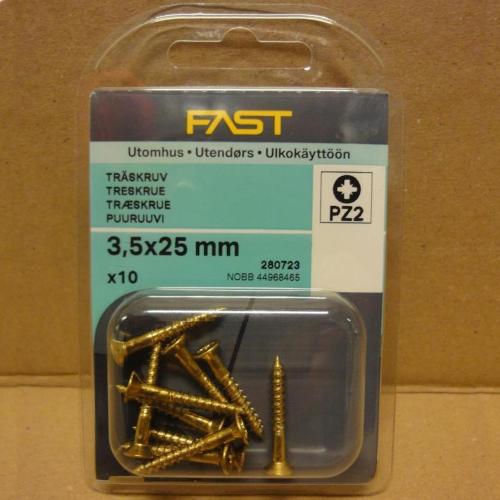 FAST
Utomhus • Utendørs • Ulkokäyttöön
TRÄSKRUV
TRESKRUE
TRÆSKRUE
PUURUUVI
PZ2
3,5x25 mm
280723
x10
NOBB 44968465